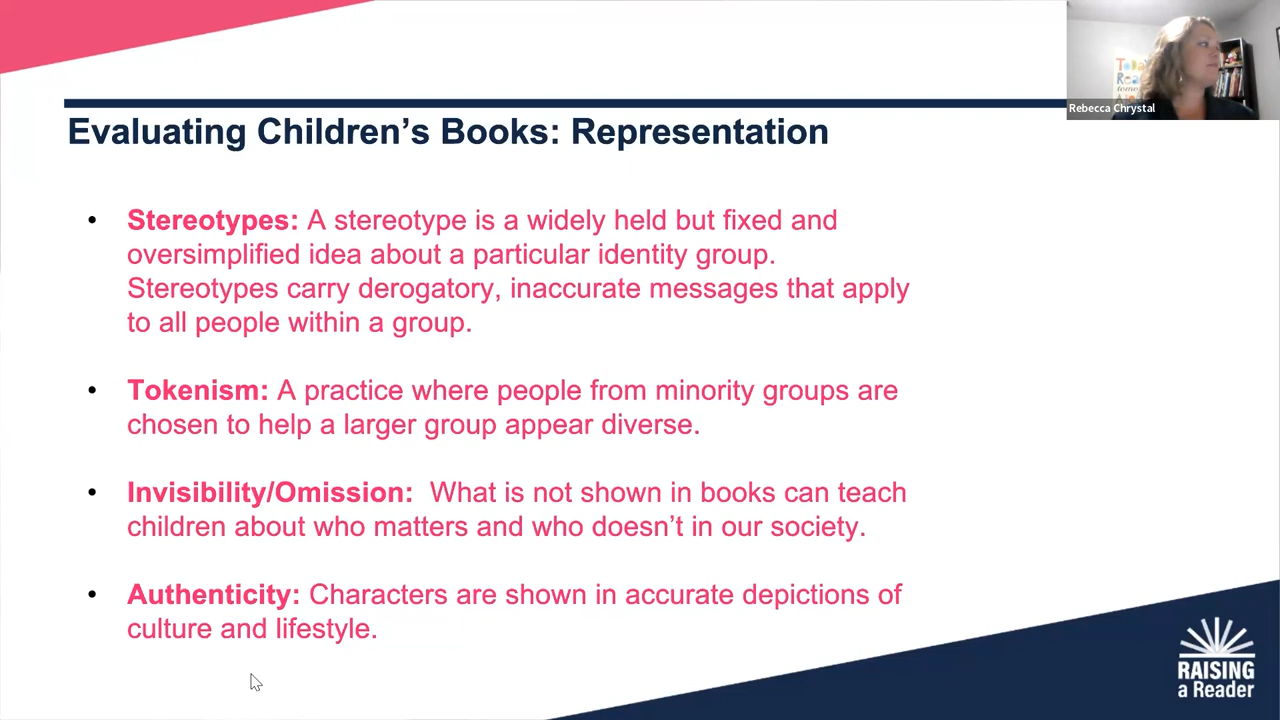 Evaluating Children’s Books: Representation
• Stereotypes: A stereotype is a widely held but fixed and
oversimplified idea about a particular identity group.
Stereotypes carry derogatory, inaccurate messages that apply
to all people within a group.
• Tokenism: A practice where people from minority groups are
chosen to help a larger group appear diverse.
• Invisibility/Omission:  What is not shown in books can teach
children about who matters and who doesn’t in our society.
• Authenticity: Characters are shown in accurate depictions of
culture and lifestyle.
Rebecca Chrystal
RAISING
a Reader